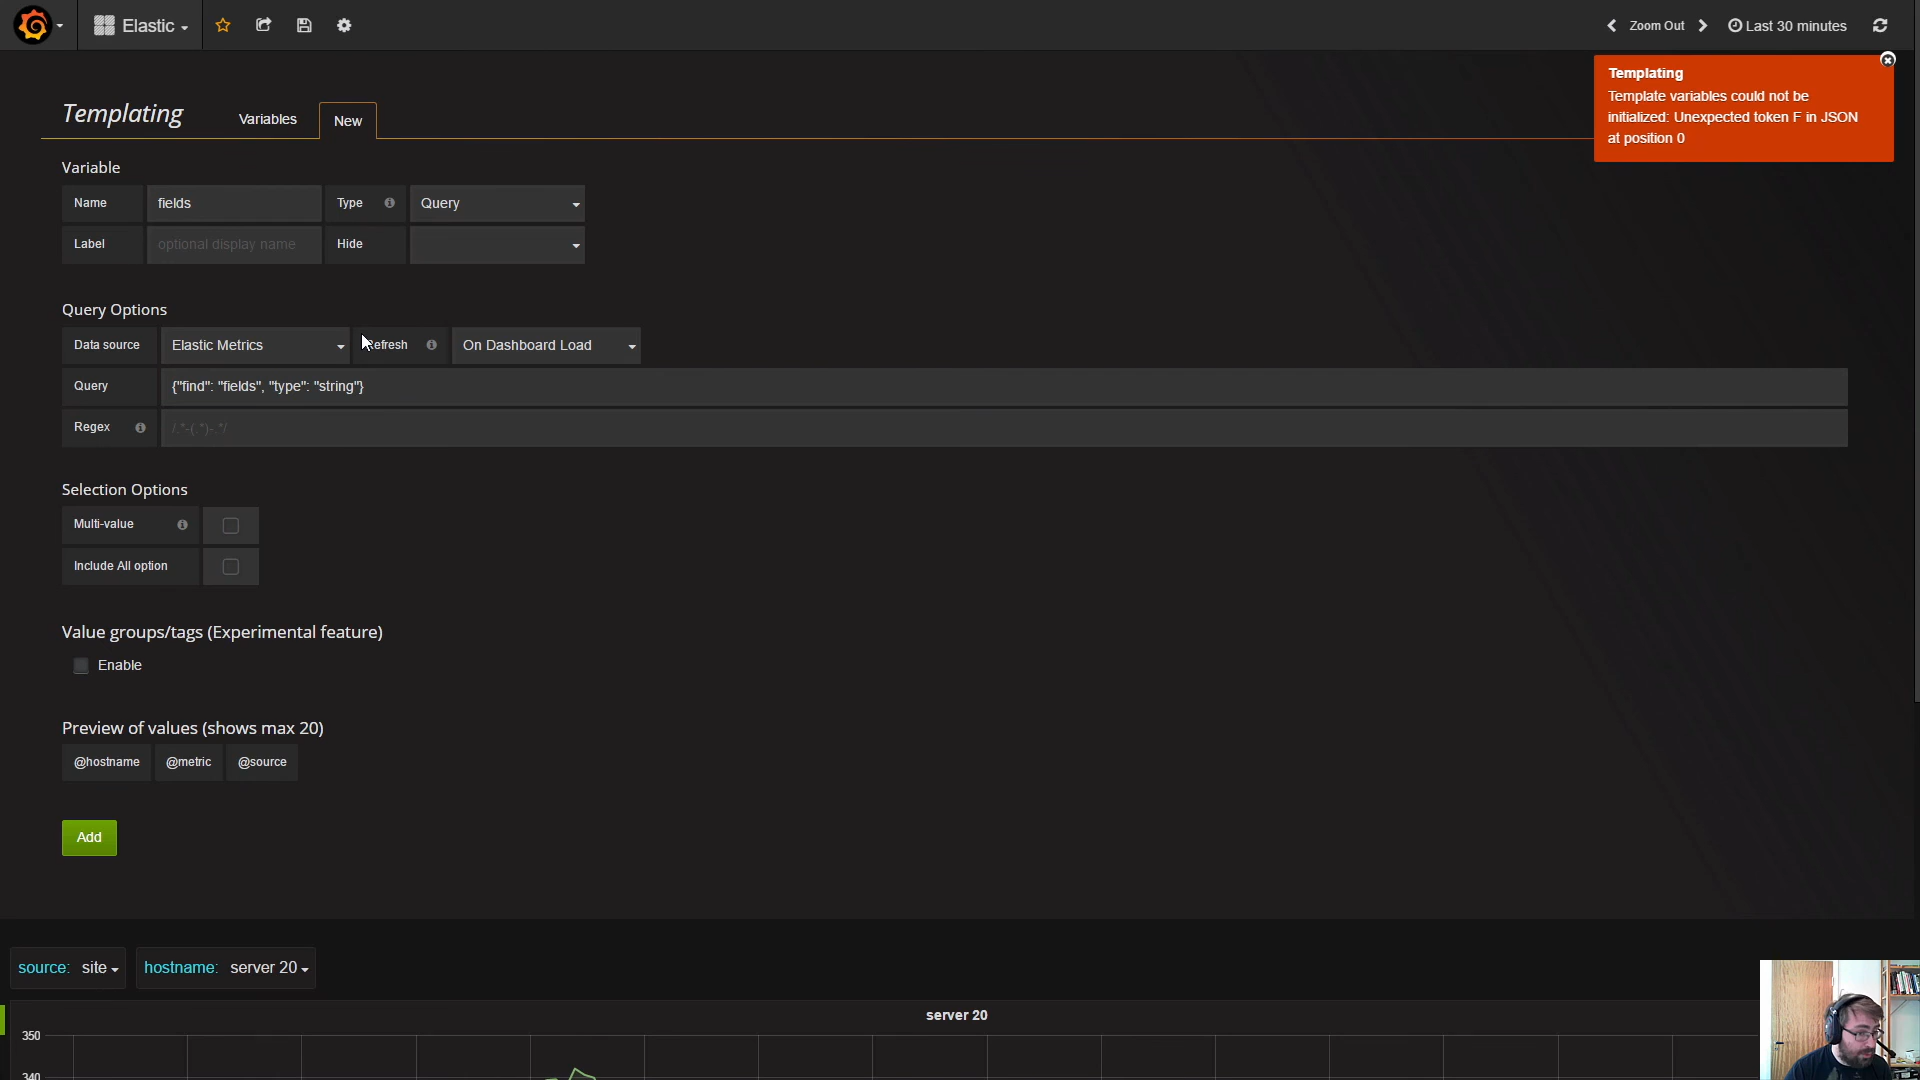 Elastic
Zoom Out
Last 30 minutes
Templating
Template variables could not be
initialized: Unexpected token F in JSON
at position 0
Templating
Variables
New
Variable
Name
fields
Type
Query
Label
optional display name
Hide
Query Options
Data source
Elastic Metrics
Refresh
On Dashboard Load
Query
{"find": "fields", "type": "string"}
Regex
/.*-(.*)-.*/
Selection Options
Multi-value
Include All option
Value groups/tags (Experimental feature)
Enable
Preview of values (shows max 20)
@hostname
@metric
@source
Add
source: site
hostname: server 20
server 20
350
340